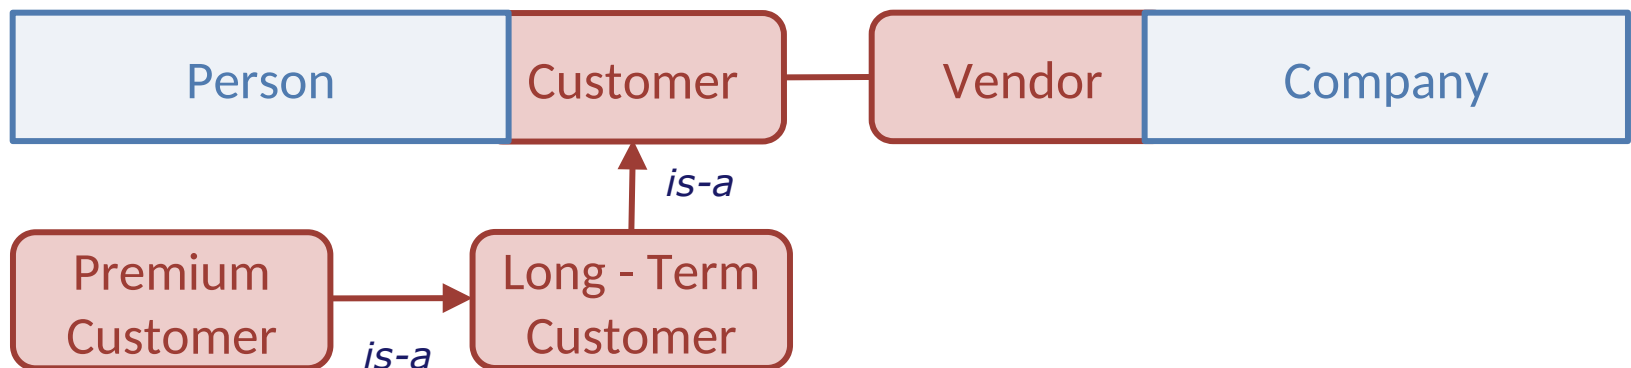 Person
Customer
Vendor
Company
is-a
Premium
Customer
is-a
Long - Term
Customer